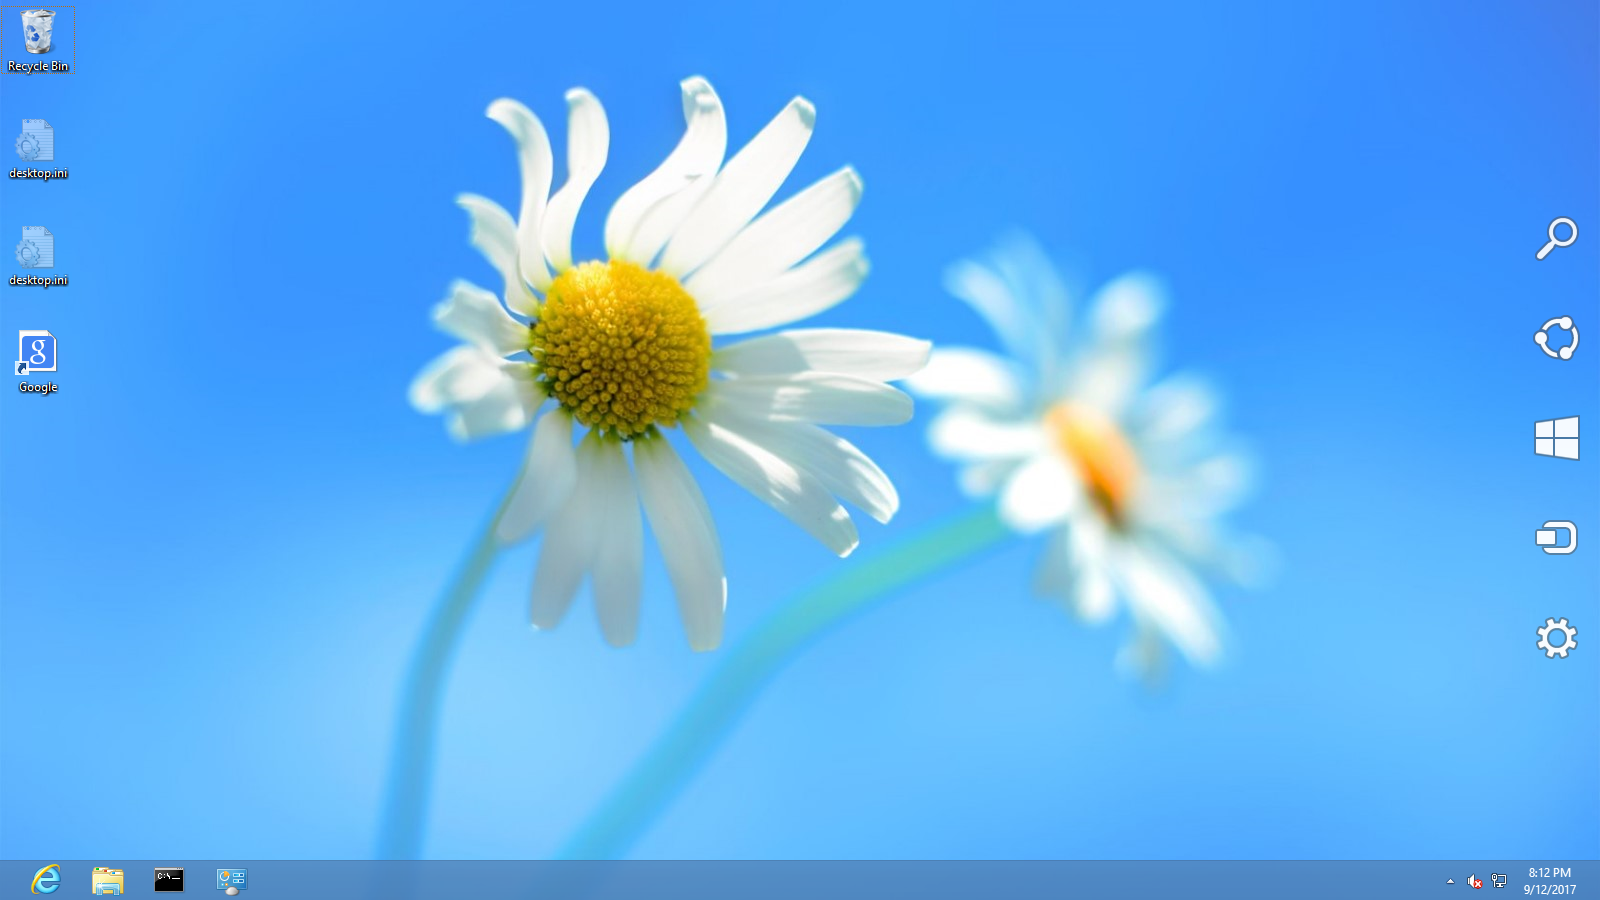 Recycle Bin
desktop.ini
desktop.ini
g
Google
C:\_
8:12 PM
9/12/2017